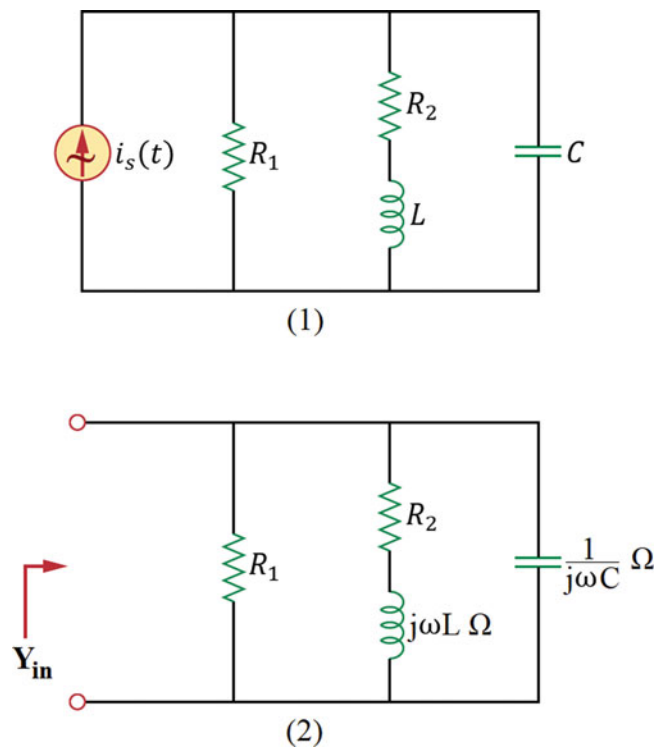 i_s(t)
R_1
R_2
L
C
(1)
Y_in
R_1
R_2
jωL Ω
1/jωC Ω
(2)